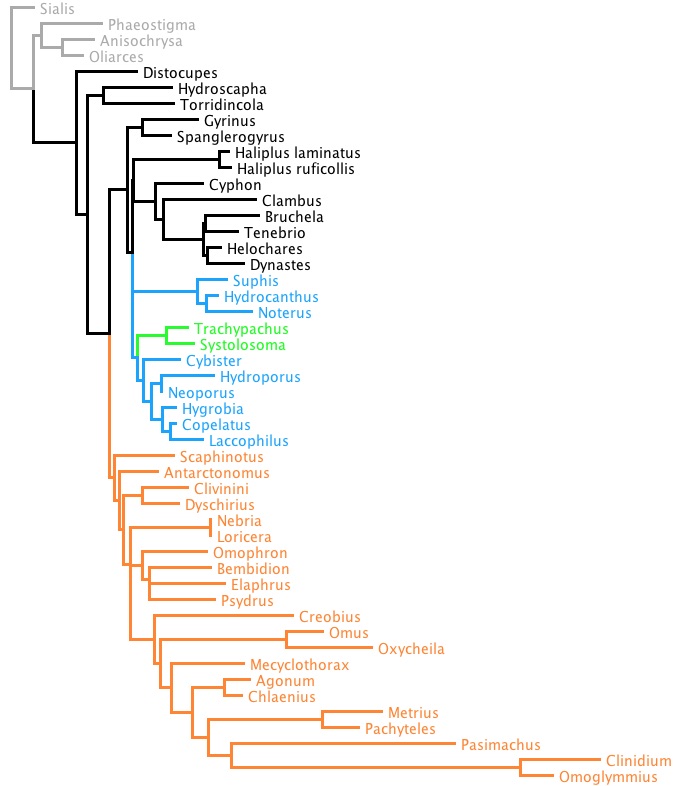 Sialis
Phaeostigma
Anisochrysa
Oliarces
Distocupes
Hydroscapha
Torridincola
Gyrinus
Spanglerogyrus
Haliplus laminatus
Haliplus ruficollis
Cyphon
Clambus
Bruchela
Tenebrio
Helochares
Dynastes
Suphis
Hydrocanthus
Noterus
Trachypachus
Systolosoma
Cybister
Hydroporus
Neoporus
Hygrobia
Copelatus
Laccophilus
Scaphinotus
Antarctonomus
Clivinini
Dyschirius
Nebria
Loricera
Omophron
Bembidion
Elaphrus
Psydrus
Creobius
Omus
Oxycheila
Mecyclothorax
Agonum
Chlaenius
Metrius
Pachyteles
Pasimachus
Clinidium
Omoglymmius